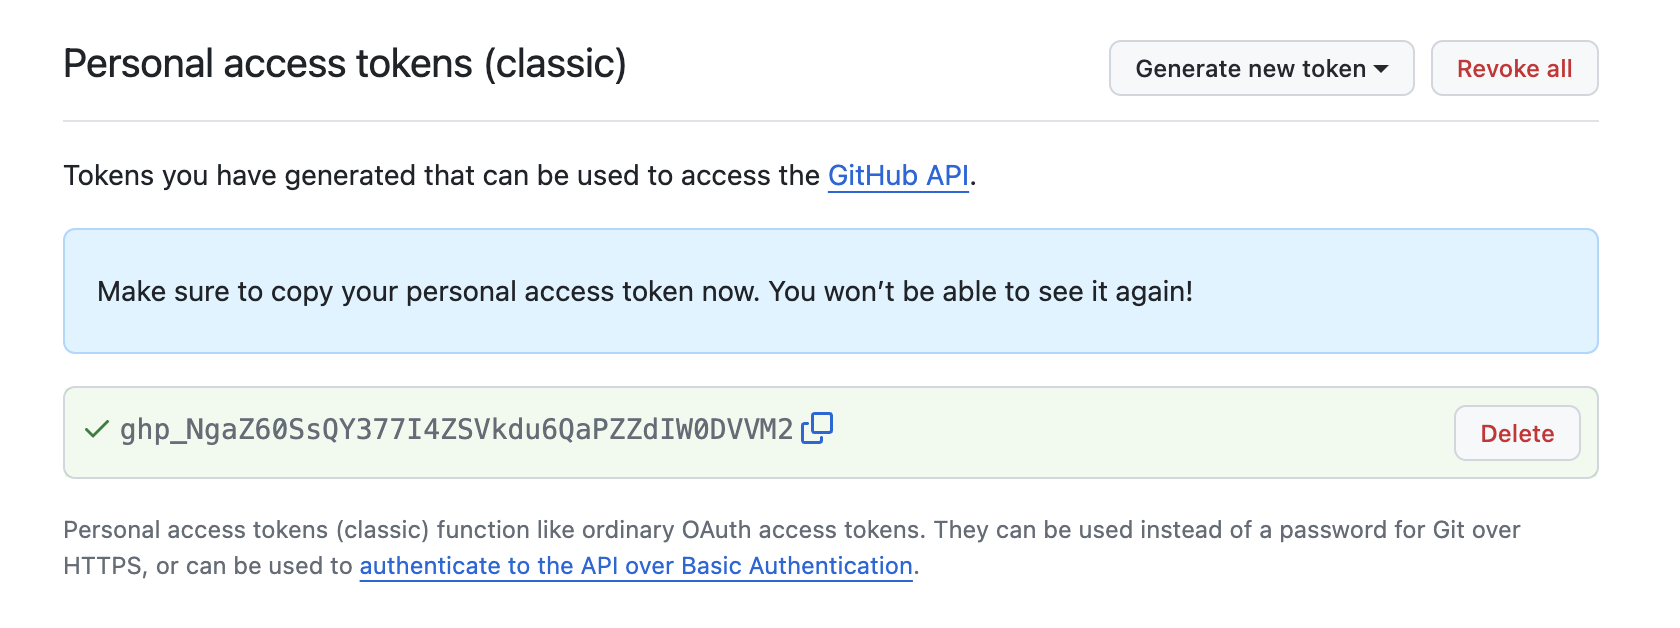 Personal access tokens (classic)
Generate new token
Revoke all
Tokens you have generated that can be used to access the GitHub API.
Make sure to copy your personal access token now. You won’t be able to see it again!
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
Delete
Personal access tokens (classic) function like ordinary OAuth access tokens. They can be used instead of a password for Git over
HTTPS, or can be used to authenticate to the API over Basic Authentication.